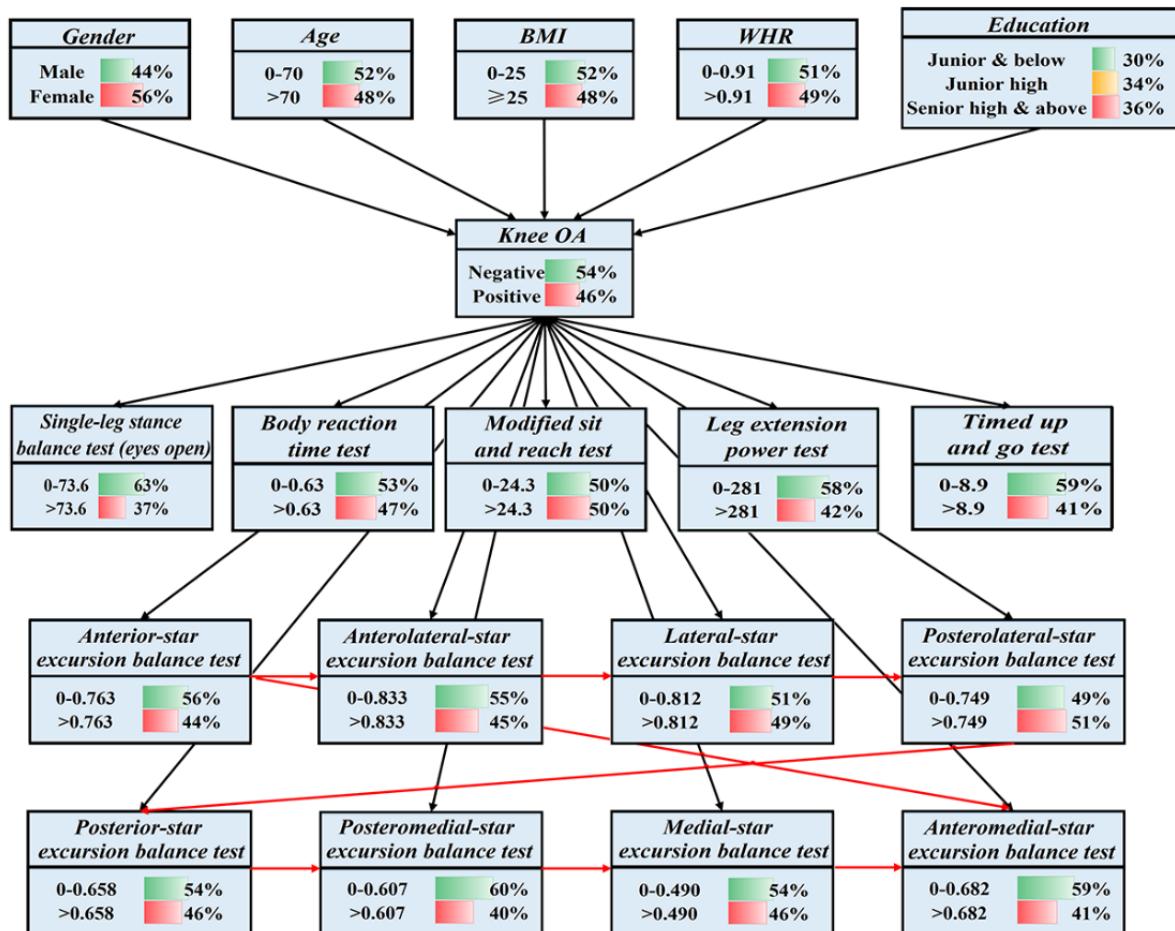 Gender
Male 44%
Female 56%
Age
0-70 52%
>70 48%
BMI
0-25 52%
≥25 48%
WHR
0-0.91 51%
>0.91 49%
Education
Junior & below 30%
Junior high 34%
Senior high & above 36%
Knee OA
Negative 54%
Positive 46%
Single-leg stance
balance test (eyes open)
0-73.6 63%
>73.6 37%
Body reaction
time test
0-0.63 53%
>0.63 47%
Modified sit
and reach test
0-24.3 50%
>24.3 50%
Leg extension
power test
0-281 58%
>281 42%
Timed up
and go test
0-8.9 59%
>8.9 41%
Anterior-star
excursion balance test
0-0.763 56%
>0.763 44%
Anterolateral-star
excursion balance test
0-0.833 55%
>0.833 45%
Lateral-star
excursion balance test
0-0.812 51%
>0.812 49%
Posterolateral-star
excursion balance test
0-0.749 49%
>0.749 51%
Posterior-star
excursion balance test
0-0.658 54%
>0.658 46%
Posteromedial-star
excursion balance test
0-0.607 60%
>0.607 40%
Medial-star
excursion balance test
0-0.490 54%
>0.490 46%
Anteromedial-star
excursion balance test
0-0.682 59%
>0.682 41%